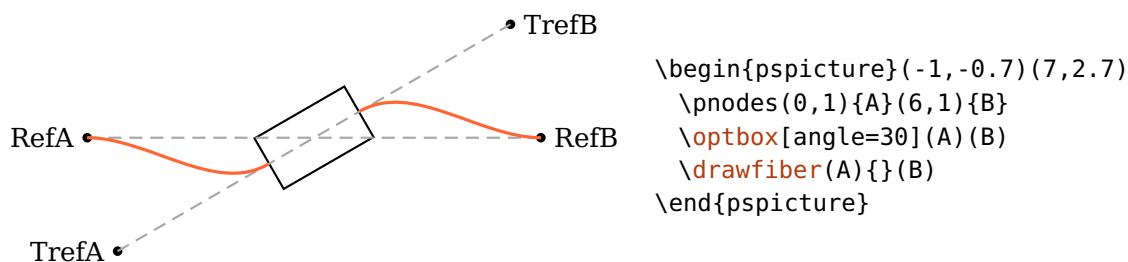 TrefB
RefA
RefB
TrefA
\begin{pspicture}(-1,-0.7)(7,2.7)
  \pnodes(0,1){A}(6,1){B}
  \optbox[angle=30](A)(B)
  \drawfiber(A){}(B)
\end{pspicture}